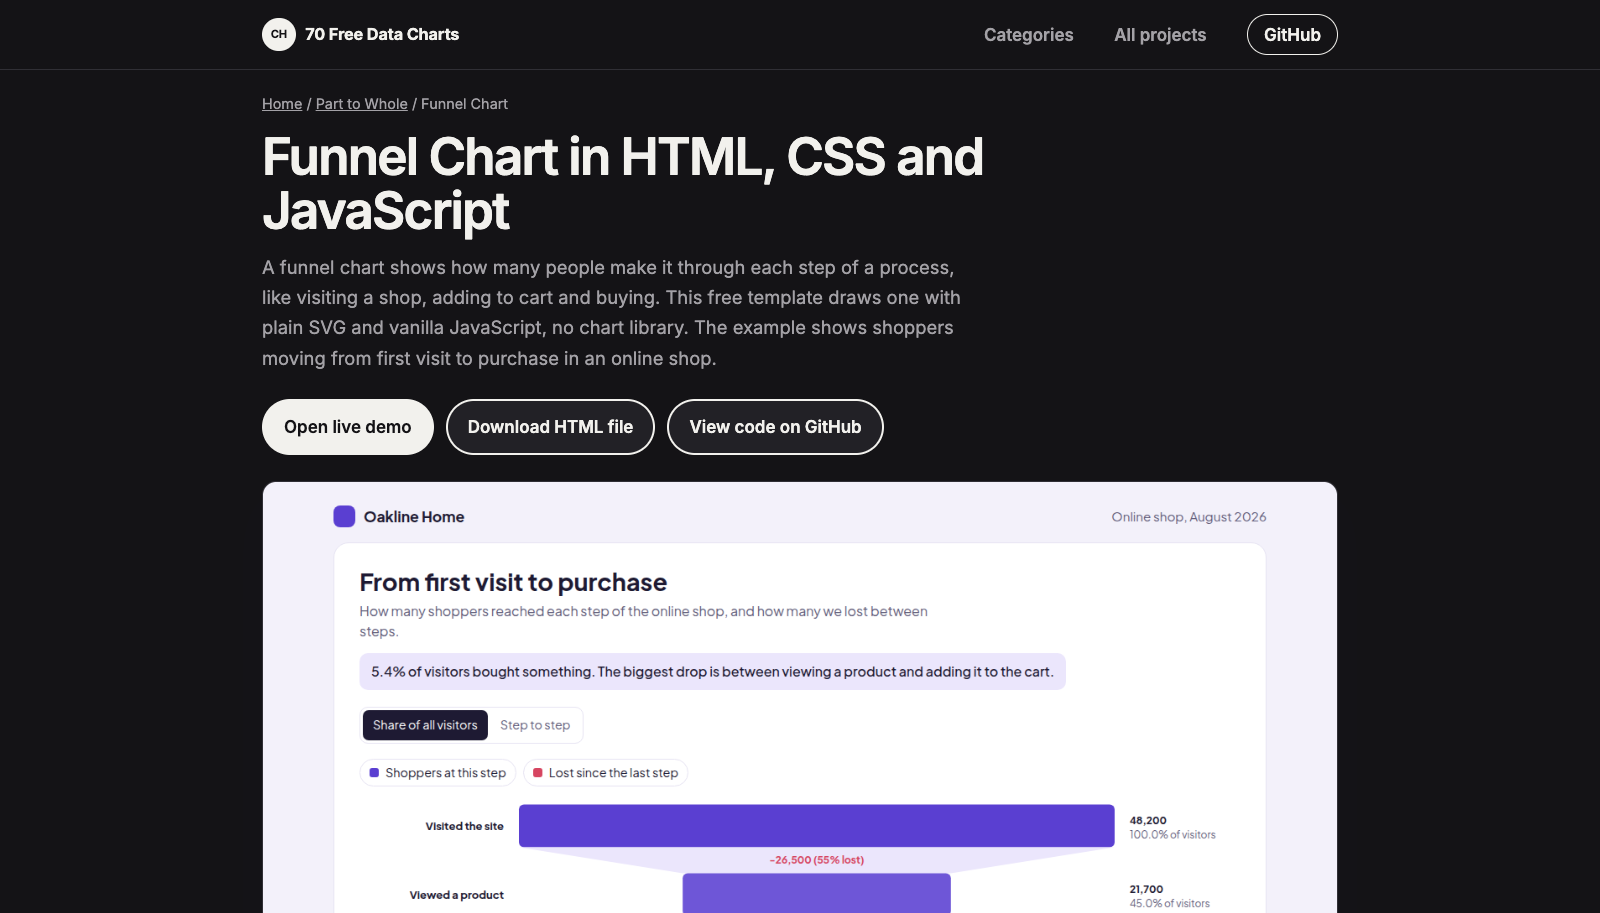 CH 70 Free Data Charts
Categories All projects GitHub
Home / Part to Whole / Funnel Chart
Funnel Chart in HTML, CSS and
JavaScript
A funnel chart shows how many people make it through each step of a process,
like visiting a shop, adding to cart and buying. This free template draws one with
plain SVG and vanilla JavaScript, no chart library. The example shows shoppers
moving from first visit to purchase in an online shop.
Open live demo Download HTML file View code on GitHub
Oakline Home Online shop, August 2026
From first visit to purchase
How many shoppers reached each step of the online shop, and how many we lost between
steps.
5.4% of visitors bought something. The biggest drop is between viewing a product and adding it to the cart.
Share of all visitors Step to step
Shoppers at this step Lost since the last step
Visited the site 48,200
100.0% of visitors
-26,500 (55% lost)
Viewed a product 21,700
45.0% of visitors